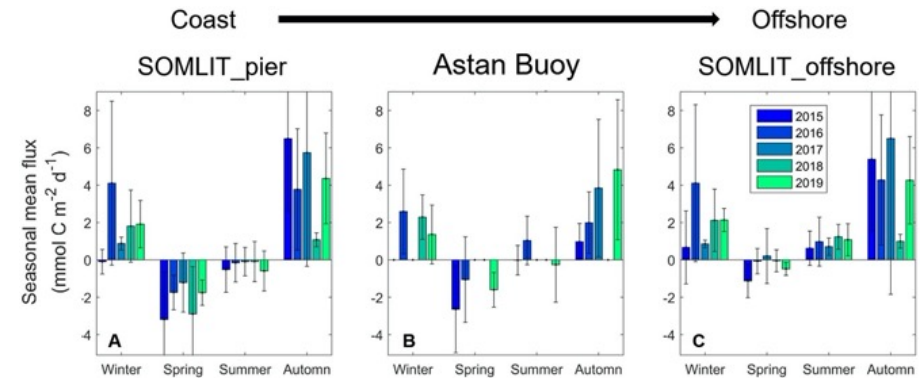 Coast Offshore
SOMLIT_pier Astan Buoy SOMLIT_offshore
Seasonal mean flux
(mmol C m⁻² d⁻¹)
8
6
4
2
0
-2
-4
A
Winter Spring Summer Automn
8
6
4
2
0
-2
-4
B
Winter Spring Summer Automn
8
6
4
2
0
-2
-4
2015
2016
2017
2018
2019
C
Winter Spring Summer Automn